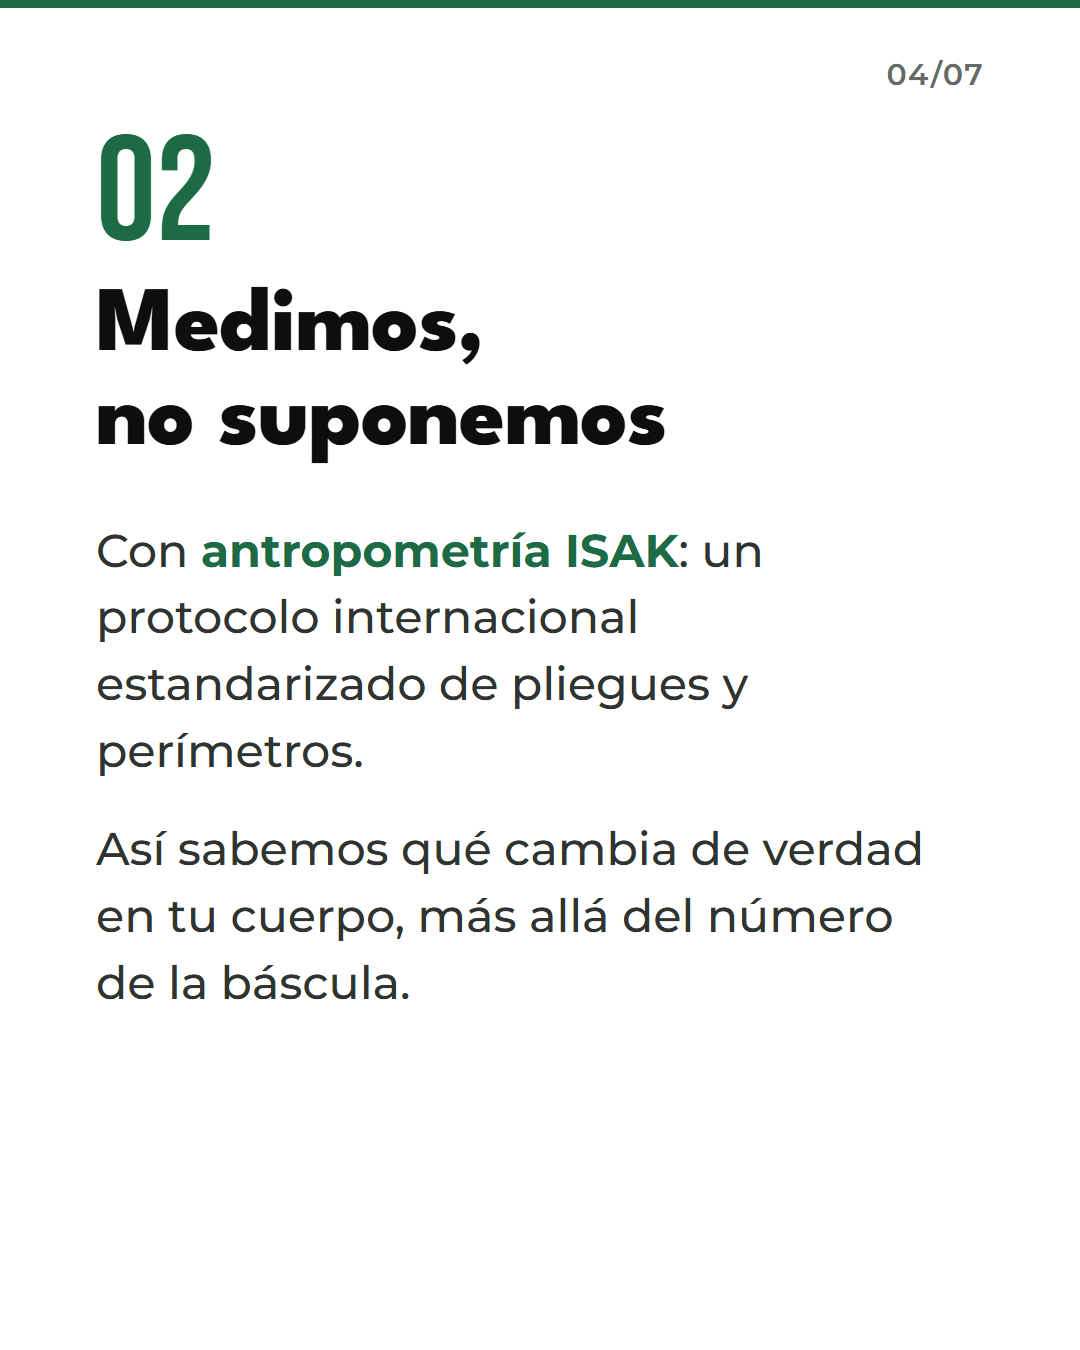 04/07
02
Medimos,
no suponemos
Con antropometría ISAK: un
protocolo internacional
estandarizado de pliegues y
perímetros.
Así sabemos qué cambia de verdad
en tu cuerpo, más allá del número
de la báscula.